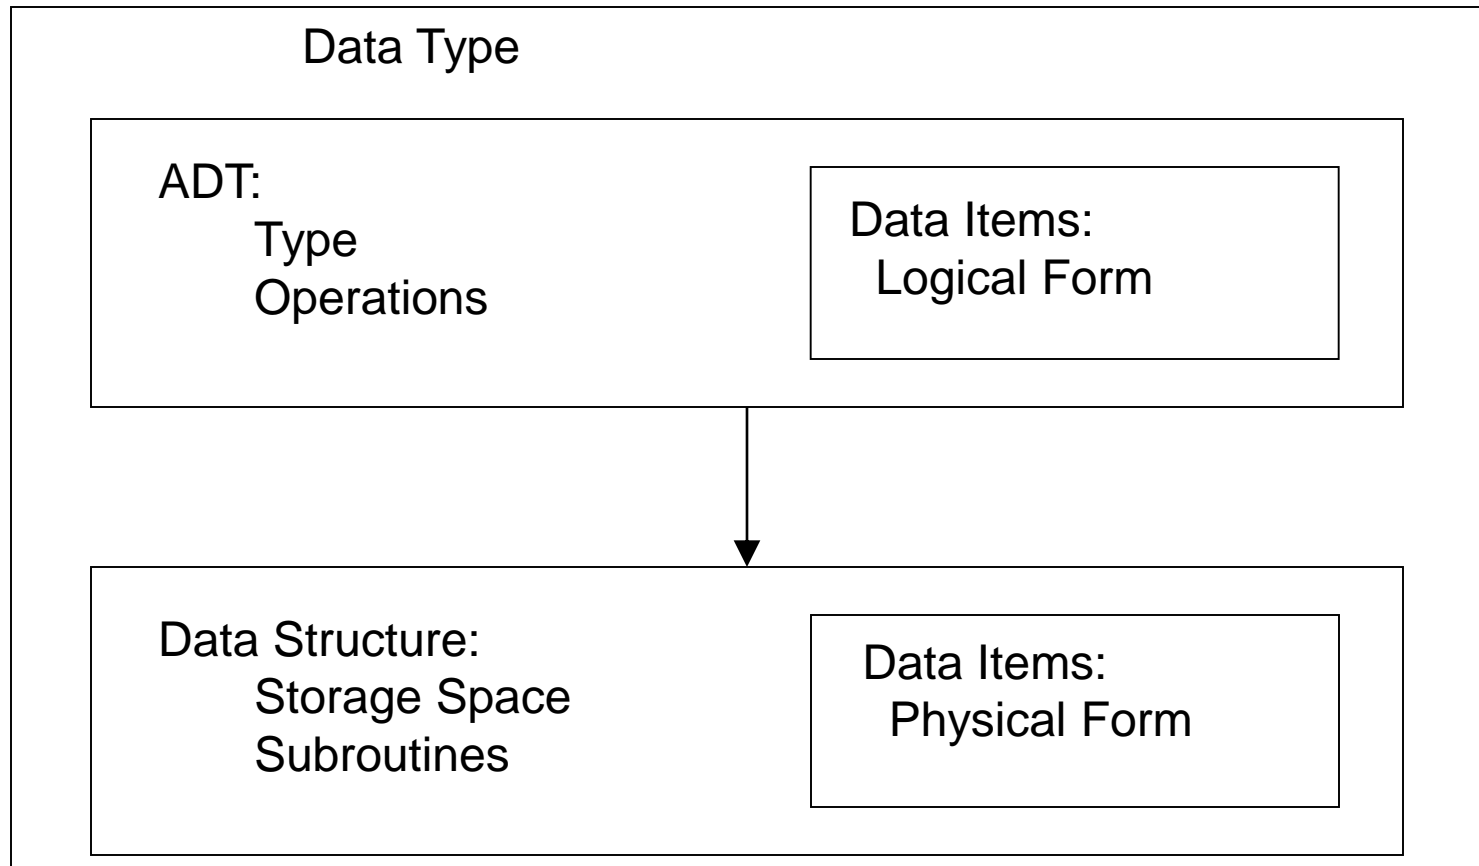 Data Type
ADT:
Type
Operations
Data Items:
Logical Form
Data Structure:
Storage Space
Subroutines
Data Items:
Physical Form